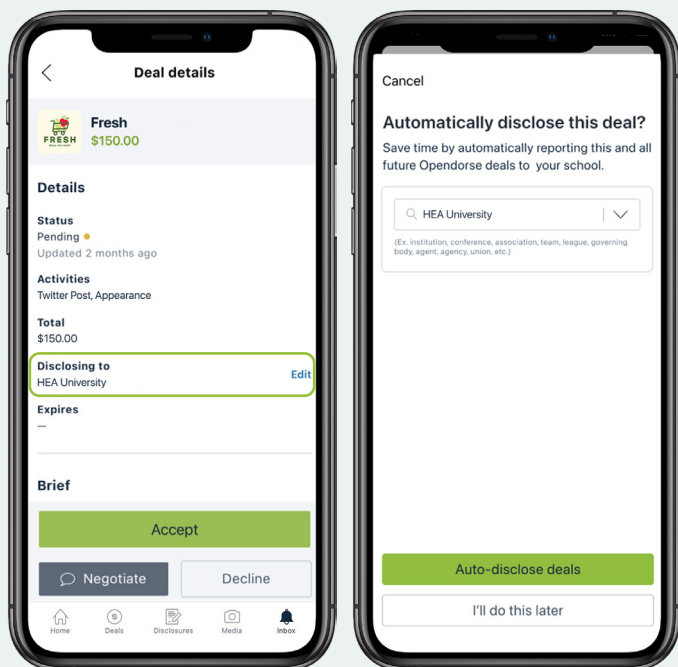 Deal details
FRESH
Fresh
$150.00
Details
Status
Pending
Updated 2 months ago
Activities
Twitter Post, Appearance
Total
$150.00
Disclosing to
HEA University
Edit
Expires
—
Brief
Accept
Negotiate
Decline
Home
Deals
Disclosures
Media
Inbox
Cancel
Automatically disclose this deal?
Save time by automatically reporting this and all
future Opendorse deals to your school.
HEA University
(Ex. institution, conference, association, team, league, governing
body, agent, agency, union, etc.)
Auto-disclose deals
I'll do this later